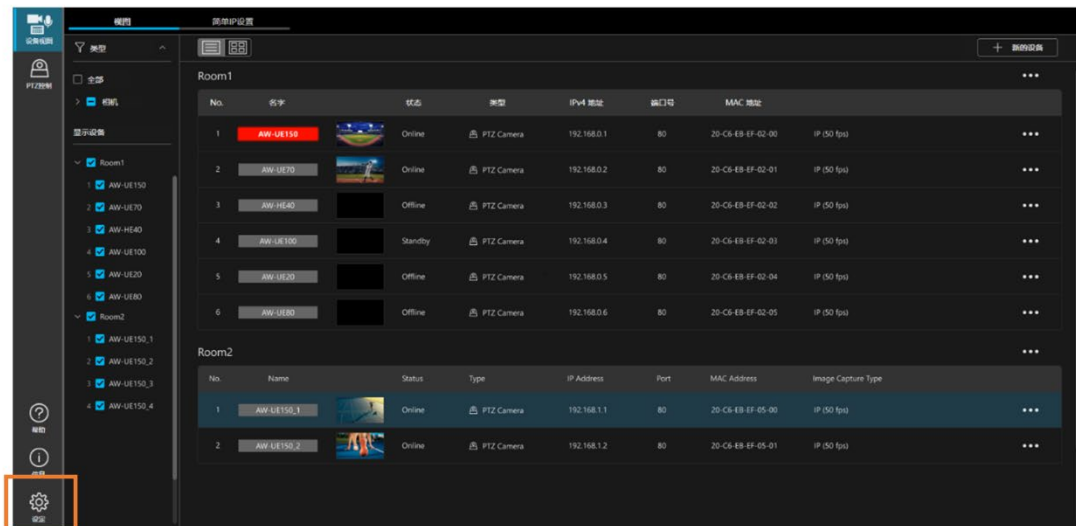 视图 简单IP设置
设备视图
PTZ控制
类型
全部
相机
显示设备
Room1
1 AW-UE150
2 AW-UE70
3 AW-HE40
4 AW-UE100
5 AW-UE20
6 AW-UE80
Room2
1 AW-UE150_1
2 AW-UE150_2
3 AW-UE150_3
4 AW-UE150_4
帮助
信息
设定
+ 新的设备
Room1
No. 名字 状态 类型 IPv4 地址 端口号 MAC 地址
1 AW-UE150 Online PTZ Camera 192.168.0.1 80 20-C6-EB-EF-02-00 IP (50 fps)
2 AW-UE70 Online PTZ Camera 192.168.0.2 80 20-C6-EB-EF-02-01 IP (50 fps)
3 AW-HE40 Offline PTZ Camera 192.168.0.3 80 20-C6-EB-EF-02-02 IP (50 fps)
4 AW-UE100 Standby PTZ Camera 192.168.0.4 80 20-C6-EB-EF-02-03 IP (50 fps)
5 AW-UE20 Offline PTZ Camera 192.168.0.5 80 20-C6-EB-EF-02-04 IP (50 fps)
6 AW-UE80 Offline PTZ Camera 192.168.0.6 80 20-C6-EB-EF-02-05 IP (50 fps)
Room2
No. Name Status Type IP Address Port MAC Address Image Capture Type
1 AW-UE150_1 Online PTZ Camera 192.168.1.1 80 20-C6-EB-EF-05-00 IP (50 fps)
2 AW-UE150_2 Online PTZ Camera 192.168.1.2 80 20-C6-EB-EF-05-01 IP (50 fps)